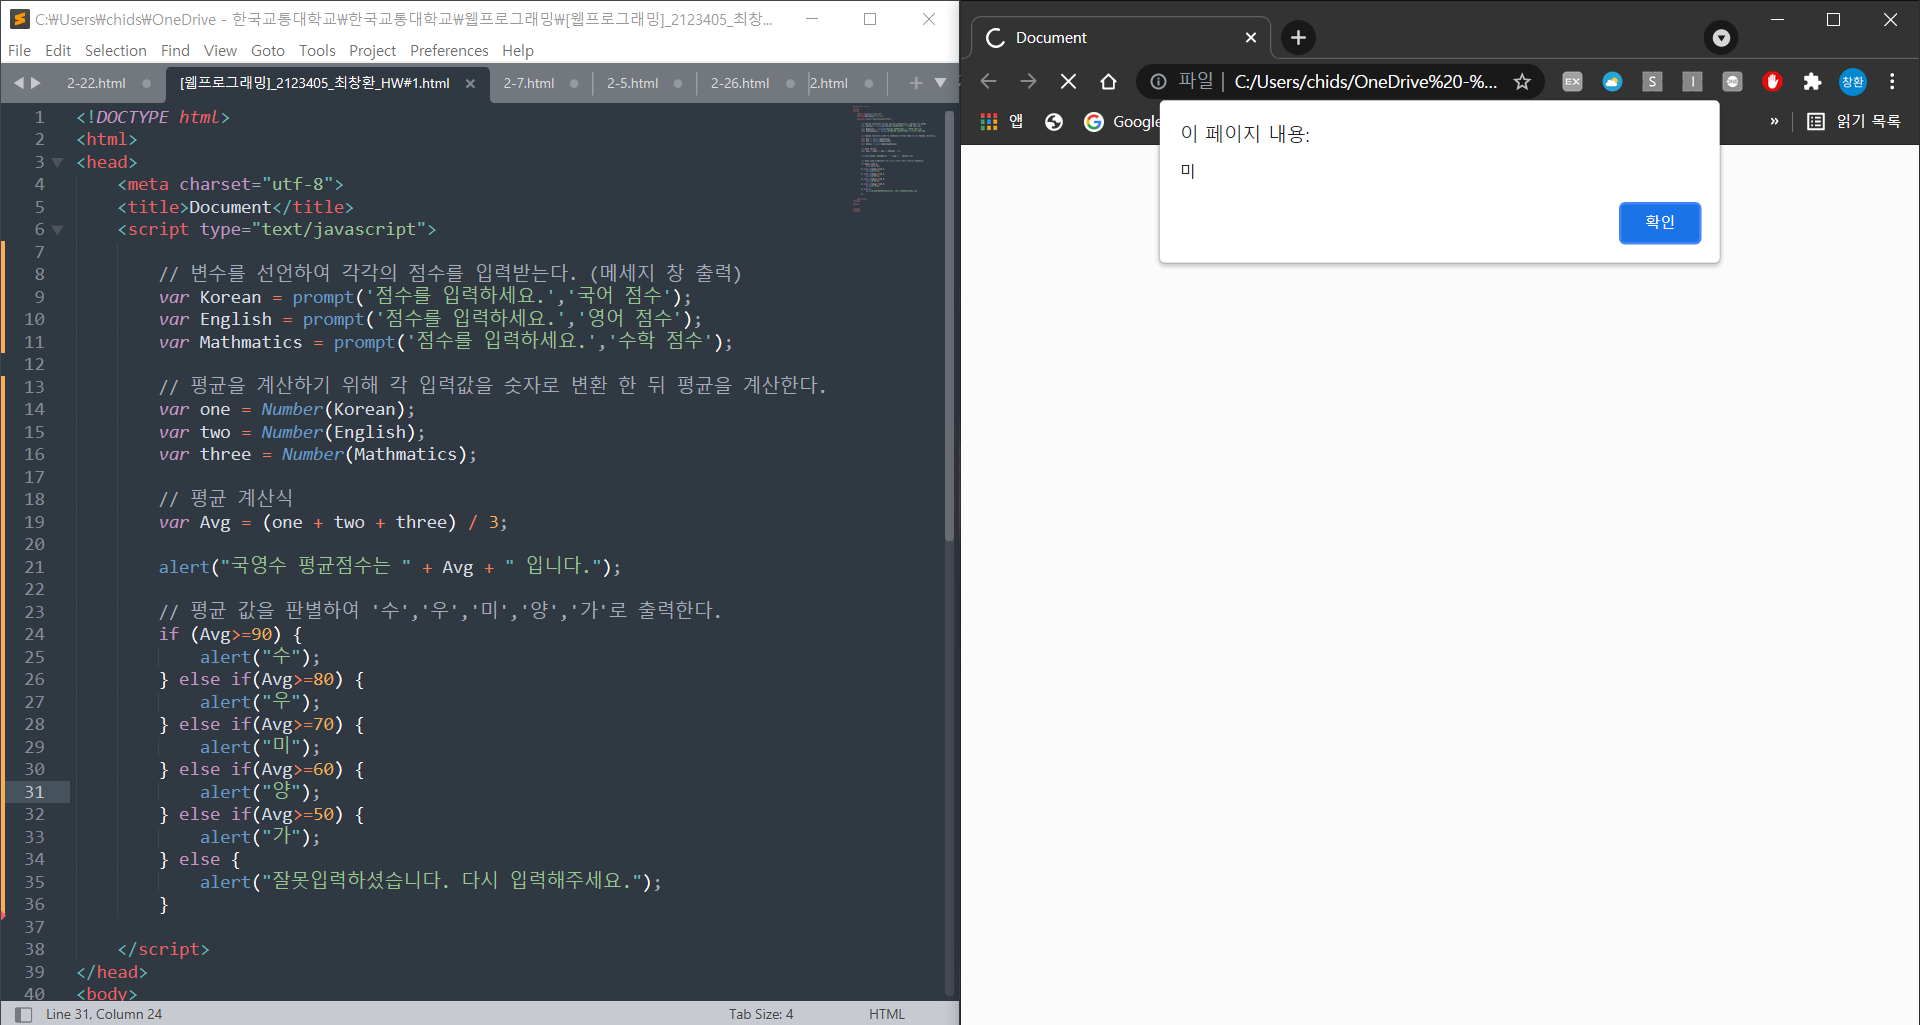 C:₩Users₩chids₩OneDrive - 한국교통대학교₩한국교통대학교₩웹프로그래밍₩[웹프로그래밍]_2123405_최창환...
File Edit Selection Find View Goto Tools Project Preferences Help
2-22.html [웹프로그래밍]_2123405_최창환_HW#1.html 2-7.html 2-5.html 2-26.html 2.html
1 <!DOCTYPE html>
2 <html>
3 <head>
4 <meta charset="utf-8">
5 <title>Document</title>
6 <script type="text/javascript">
7
8 // 변수를 선언하여 각각의 점수를 입력받는다. (메세지 창 출력)
9 var Korean = prompt('점수를 입력하세요.','국어 점수');
10 var English = prompt('점수를 입력하세요.','영어 점수');
11 var Mathmatics = prompt('점수를 입력하세요.','수학 점수');
12
13 // 평균을 계산하기 위해 각 입력값을 숫자로 변환 한 뒤 평균을 계산한다.
14 var one = Number(Korean);
15 var two = Number(English);
16 var three = Number(Mathmatics);
17
18 // 평균 계산식
19 var Avg = (one + two + three) / 3;
20
21 alert("국영수 평균점수는 " + Avg + " 입니다.");
22
23 // 평균 값을 판별하여 '수','우','미','양','가'로 출력한다.
24 if (Avg>=90) {
25 alert("수");
26 } else if(Avg>=80) {
27 alert("우");
28 } else if(Avg>=70) {
29 alert("미");
30 } else if(Avg>=60) {
31 alert("양");
32 } else if(Avg>=50) {
33 alert("가");
34 } else {
35 alert("잘못입력하셨습니다. 다시 입력해주세요.");
36 }
37
38 </script>
39 </head>
40 <body>
Line 31, Column 24 Tab Size: 4 HTML
Document
파일 | C:/Users/chids/OneDrive%20-%... EX S I 창환
앱 Google » 읽기 목록
이 페이지 내용:
미
확인